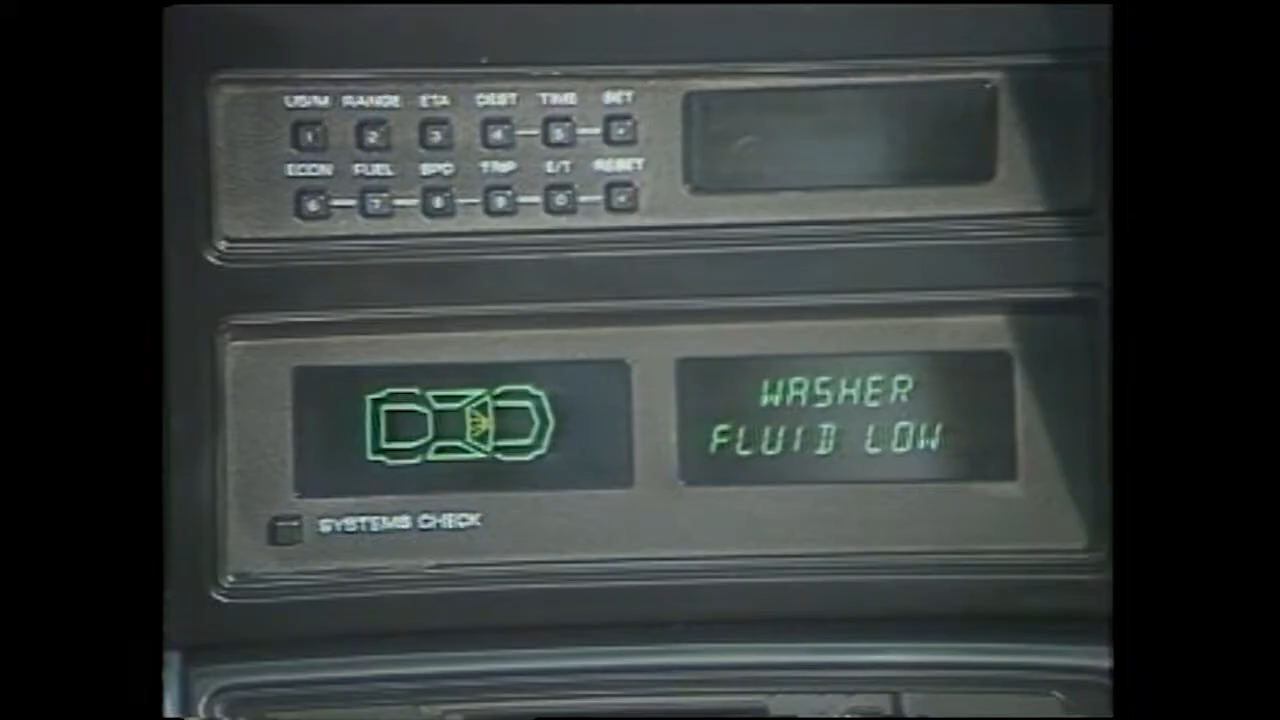 US/M RANGE ETA DEST TIME SET
1 2 3 4 5
ECON FUEL SPD TRIP E/T RESET
6 7 8 9 0
WASHER
FLUID LOW
SYSTEMS CHECK